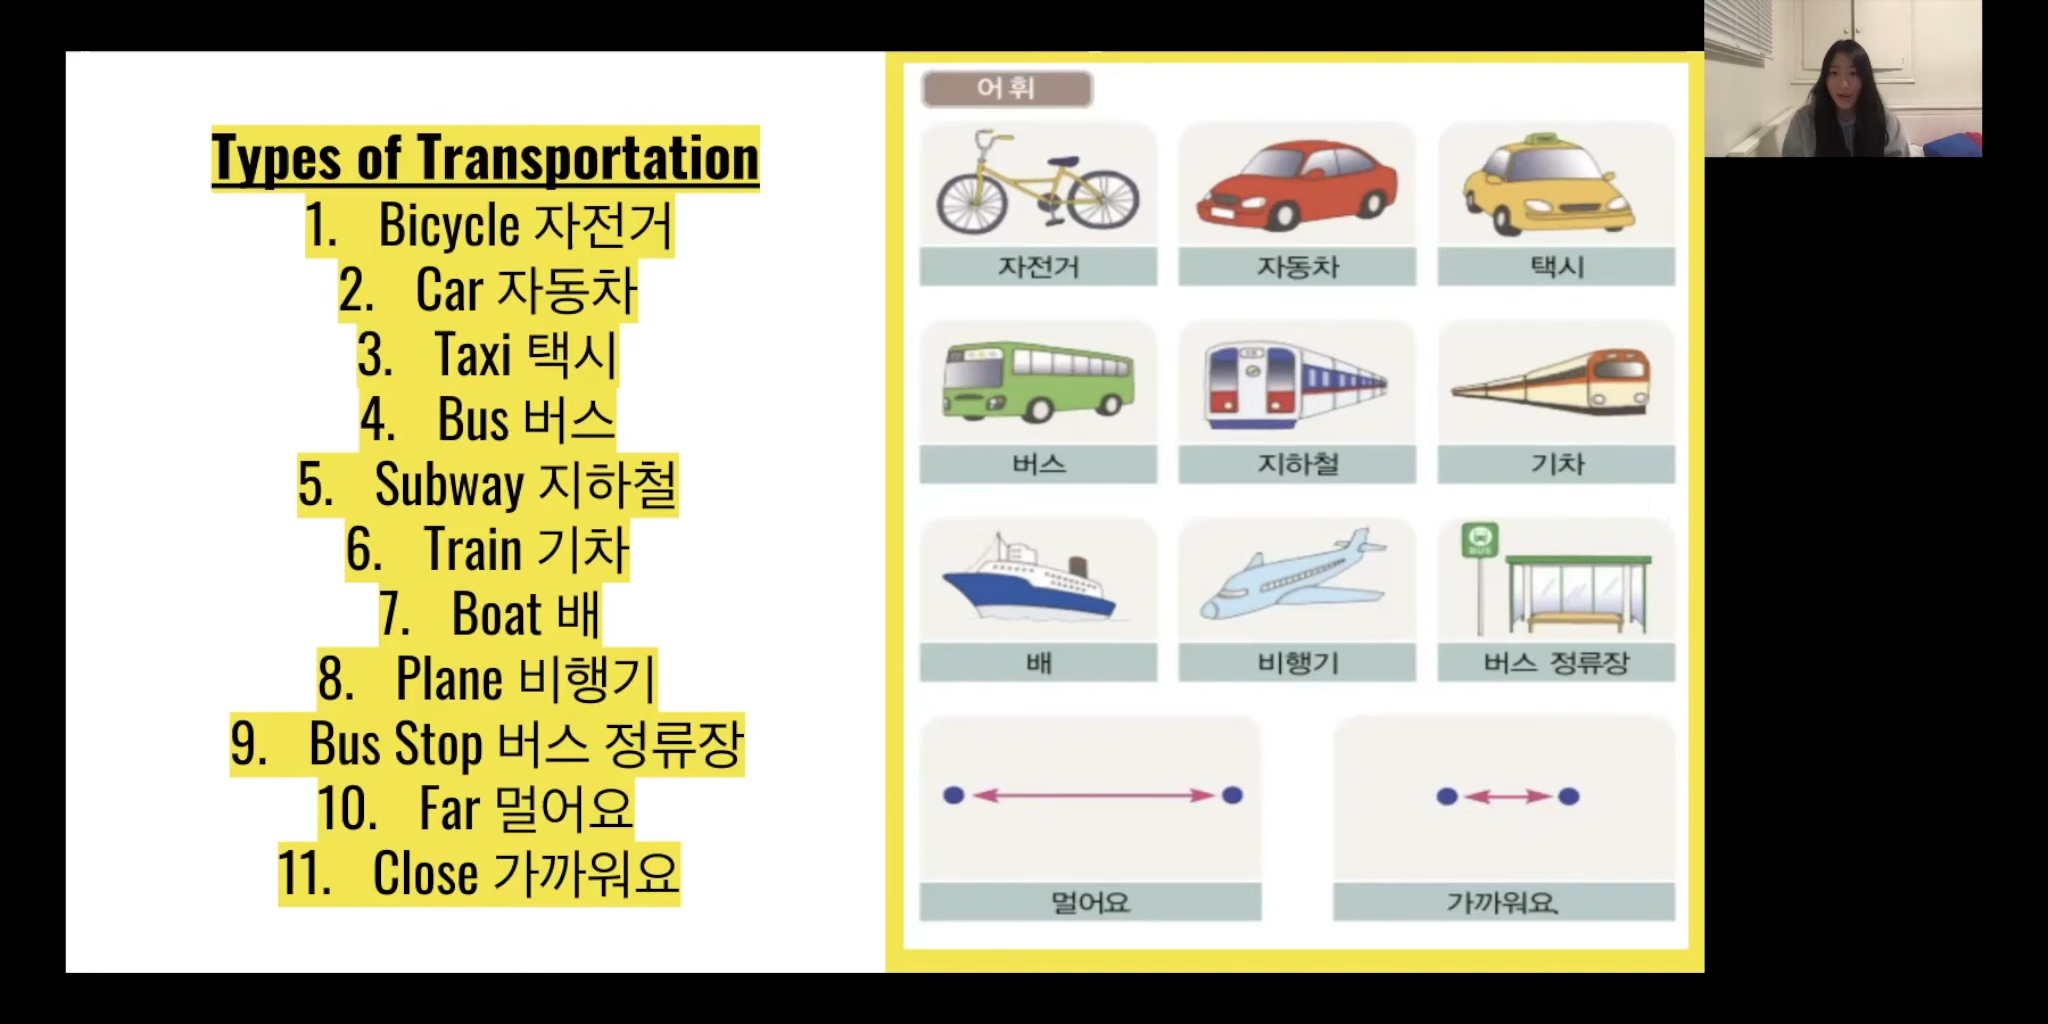 Types of Transportation
1. Bicycle 자전거
2. Car 자동차
3. Taxi 택시
4. Bus 버스
5. Subway 지하철
6. Train 기차
7. Boat 배
8. Plane 비행기
9. Bus Stop 버스 정류장
10. Far 멀어요
11. Close 가까워요
어휘
자전거 자동차 택시
버스 지하철 기차
BUS
배 비행기 버스 정류장
멀어요 가까워요.